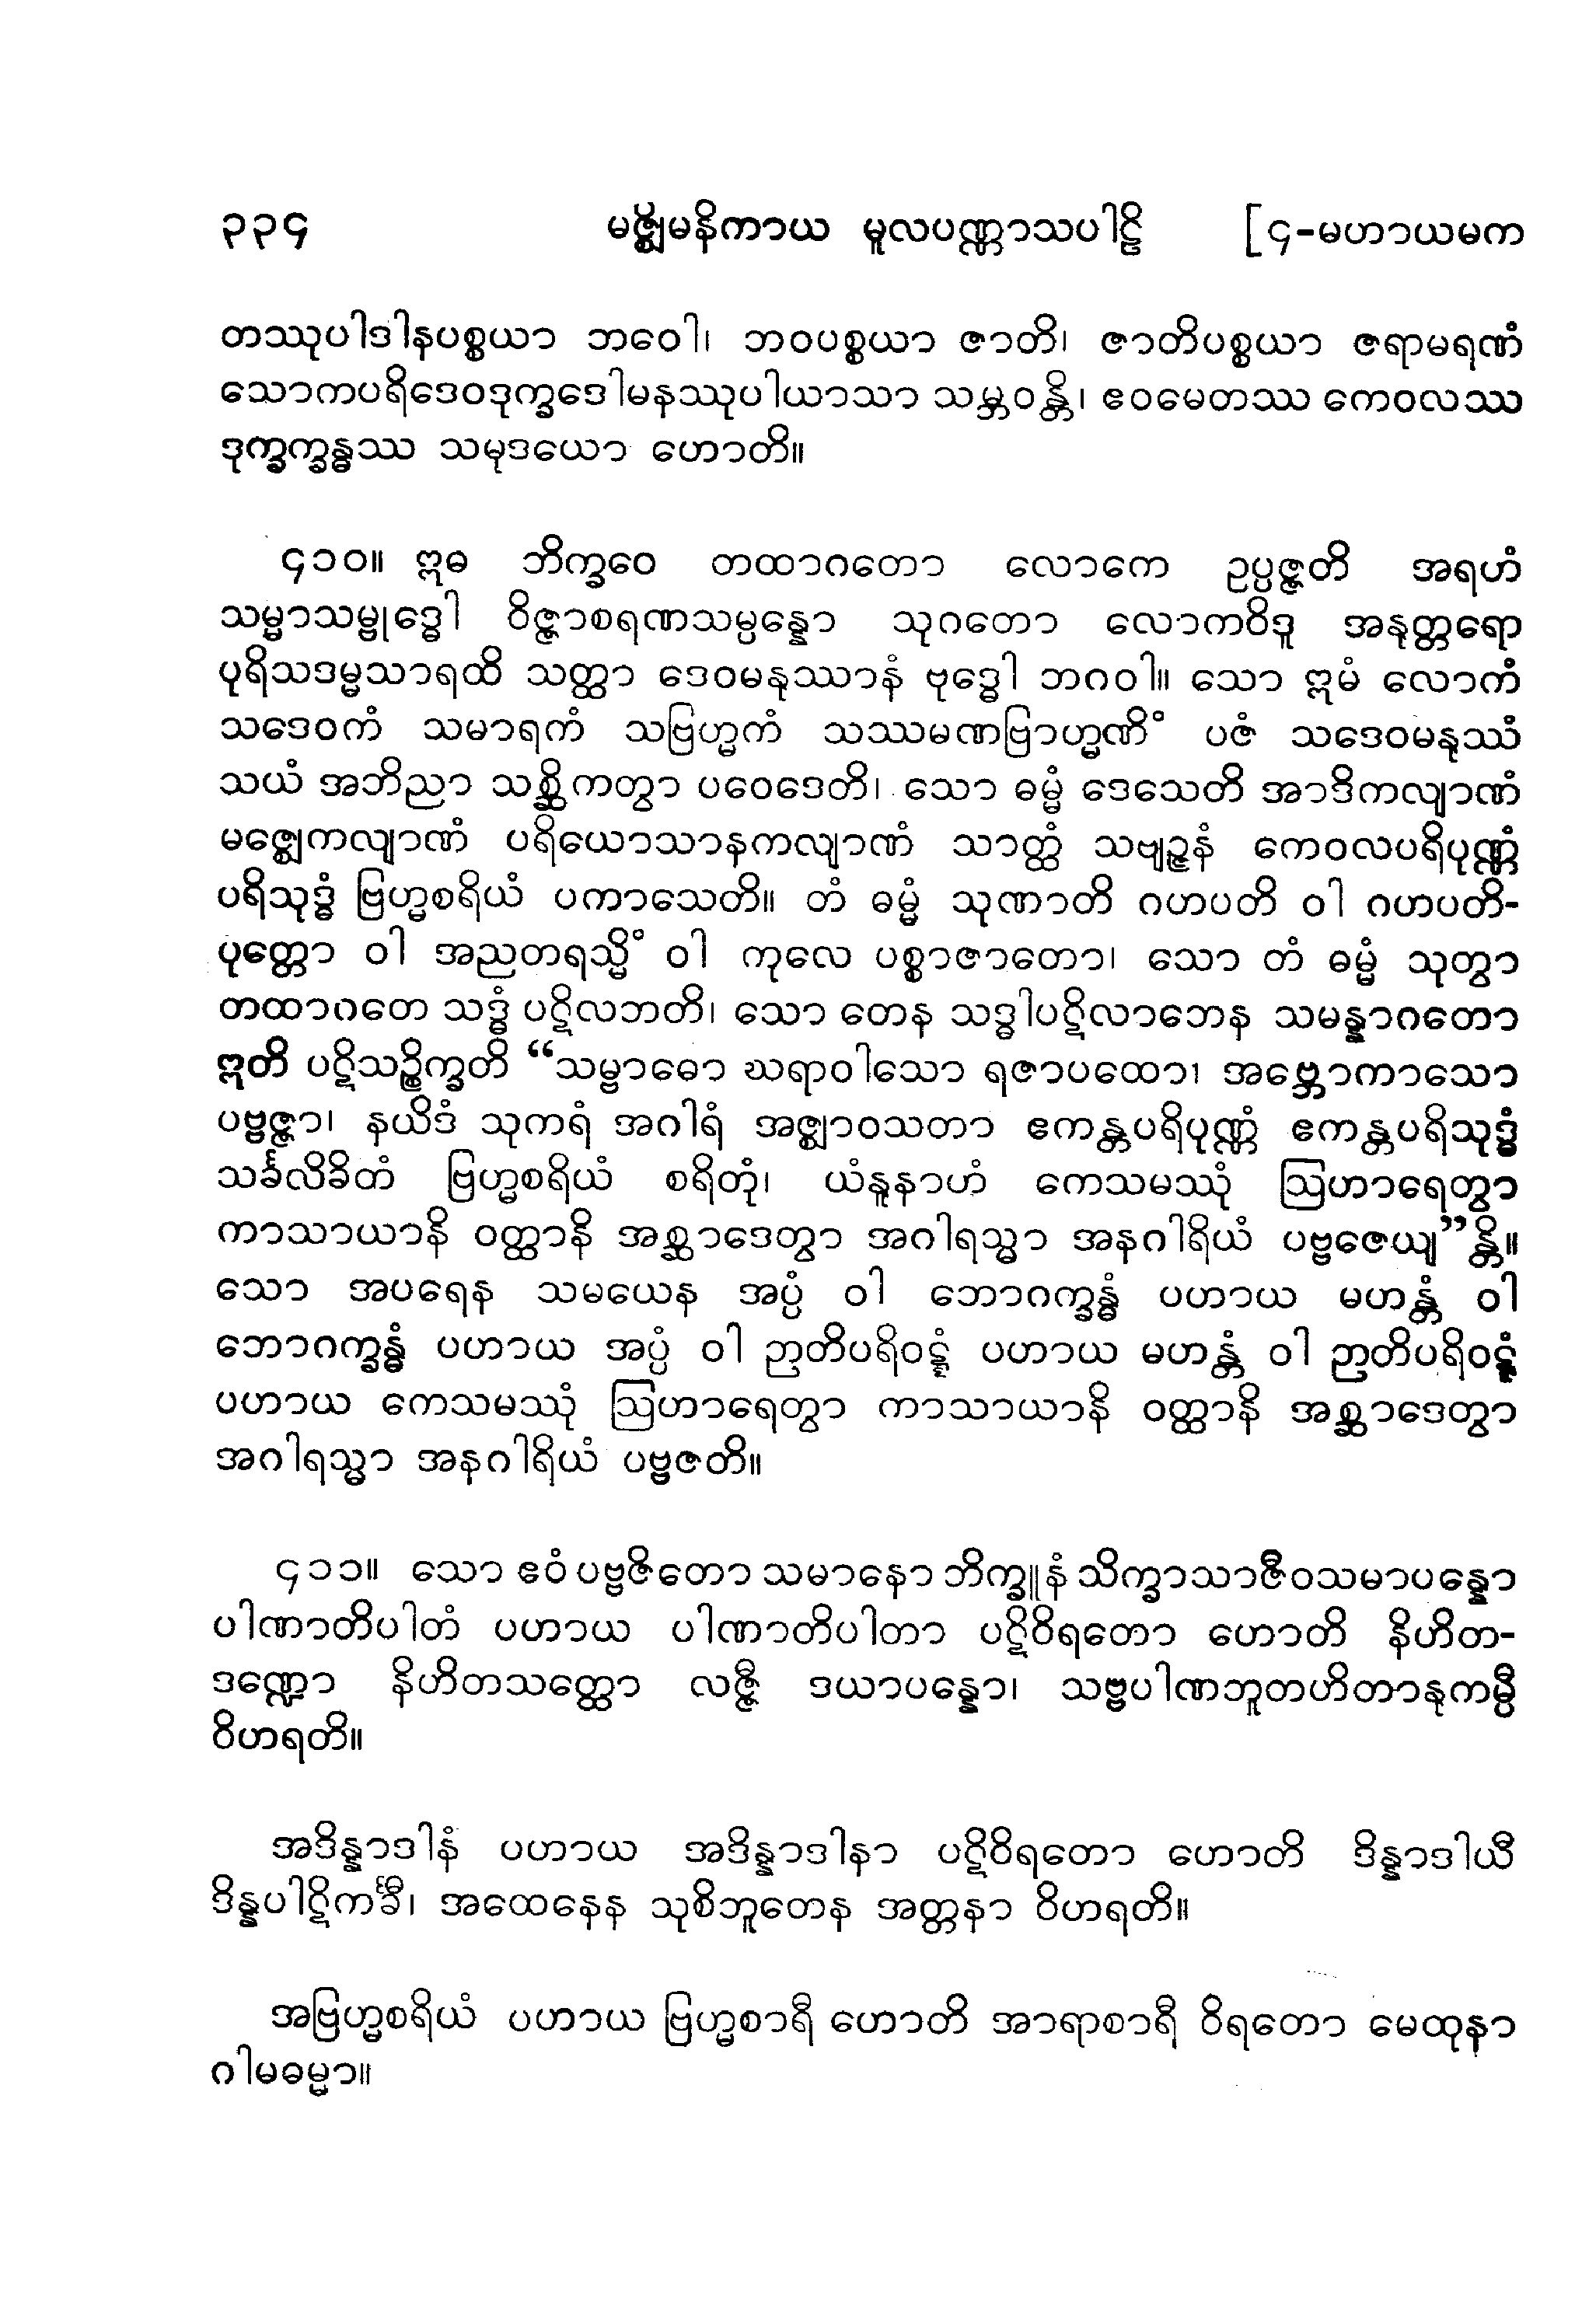 ၃၃၄ မဇ္ဈိမနိကာယ မူလပဏ္ဏာသပါဠိ [၄-မဟာယမက
တဿုပါဒါနပစ္စယာ ဘဝေါ၊ ဘဝပစ္စယာ ဇာတိ၊ ဇာတိပစ္စယာ ဇရာမရဏံ
သောကပရိဒေဝဒုက္ခဒေါမနဿုပါယာသာ သမ္ဘဝန္တိ၊ ဧဝမေတဿ ကေဝလဿ
ဒုက္ခက္ခန္ဓဿ သမုဒယော ဟောတိ။
၄၁၀။ ဣဓ ဘိက္ခဝေ တထာဂတော လောကေ ဥပ္ပဇ္ဇတိ အရဟံ
သမ္မာသမ္ဗုဒ္ဓေါ ဝိဇ္ဇာစရဏသမ္ပန္နော သုဂတော လောကဝိဒူ အနုတ္တရော
ပုရိသဒမ္မသာရထိ သတ္ထာ ဒေဝမနုဿာနံ ဗုဒ္ဓေါ ဘဂဝါ။ သော ဣမံ လောကံ
သဒေဝကံ သမာရကံ သဗြဟ္မကံ သဿမဏဗြာဟ္မဏိံ ပဇံ သဒေဝမနုဿံ
သယံ အဘိညာ သစ္ဆိကတွာ ပဝေဒေတိ၊ သော ဓမ္မံ ဒေသေတိ အာဒိကလျာဏံ
မဇ္ဈေကလျာဏံ ပရိယောသာနကလျာဏံ သာတ္ထံ သဗျဉ္ဇနံ ကေဝလပရိပုဏ္ဏံ
ပရိသုဒ္ဓံ ဗြဟ္မစရိယံ ပကာသေတိ။ တံ ဓမ္မံ သုဏာတိ ဂဟပတိ ဝါ ဂဟပတိ-
ပုတ္တော ဝါ အညတရသ္မိံ ဝါ ကုလေ ပစ္စာဇာတော၊ သော တံ ဓမ္မံ သုတွာ
တထာဂတေ သဒ္ဓံ ပဋိလဘတိ၊ သော တေန သဒ္ဓါပဋိလာဘေန သမန္နာဂတော
ဣတိ ပဋိသဉ္စိက္ခတိ “သမ္ဗာဓော ဃရာဝါသော ရဇာပထော၊ အဗ္ဘောကာသော
ပဗ္ဗဇ္ဇာ၊ နယိဒံ သုကရံ အဂါရံ အဇ္ဈာဝသတာ ဧကန္တပရိပုဏ္ဏံ ဧကန္တပရိသုဒ္ဓံ
သင်္ခလိခိတံ ဗြဟ္မစရိယံ စရိတုံ၊ ယံနူနာဟံ ကေသမဿုံ ဩဟာရေတွာ
ကာသာယာနိ ဝတ္ထာနိ အစ္ဆာဒေတွာ အဂါရသ္မာ အနဂါရိယံ ပဗ္ဗဇေယျ”န္တိ။
သော အပရေန သမယေန အပ္ပံ ဝါ ဘောဂက္ခန္ဓံ ပဟာယ မဟန္တံ ဝါ
ဘောဂက္ခန္ဓံ ပဟာယ အပ္ပံ ဝါ ဉာတိပရိဝဋ္ဋံ ပဟာယ မဟန္တံ ဝါ ဉာတိပရိဝဋ္ဋံ
ပဟာယ ကေသမဿုံ ဩဟာရေတွာ ကာသာယာနိ ဝတ္ထာနိ အစ္ဆာဒေတွာ
အဂါရသ္မာ အနဂါရိယံ ပဗ္ဗဇတိ။
၄၁၁။ သော ဧဝံ ပဗ္ဗဇိတော သမာနော ဘိက္ခူနံ သိက္ခာသာဇီဝသမာပန္နော
ပါဏာတိပါတံ ပဟာယ ပါဏာတိပါတာ ပဋိဝိရတော ဟောတိ နိဟိတ-
ဒဏ္ဍော နိဟိတသတ္ထော လဇ္ဇီ ဒယာပန္နော၊ သဗ္ဗပါဏဘူတဟိတာနုကမ္ပီ
ဝိဟရတိ။
အဒိန္နာဒါနံ ပဟာယ အဒိန္နာဒါနာ ပဋိဝိရတော ဟောတိ ဒိန္နာဒါယီ
ဒိန္နပါဋိကင်္ခီ၊ အထေနေန သုစိဘူတေန အတ္တနာ ဝိဟရတိ။
အဗြဟ္မစရိယံ ပဟာယ ဗြဟ္မစာရီ ဟောတိ အာရာစာရီ ဝိရတော မေထုနာ
ဂါမဓမ္မာ။